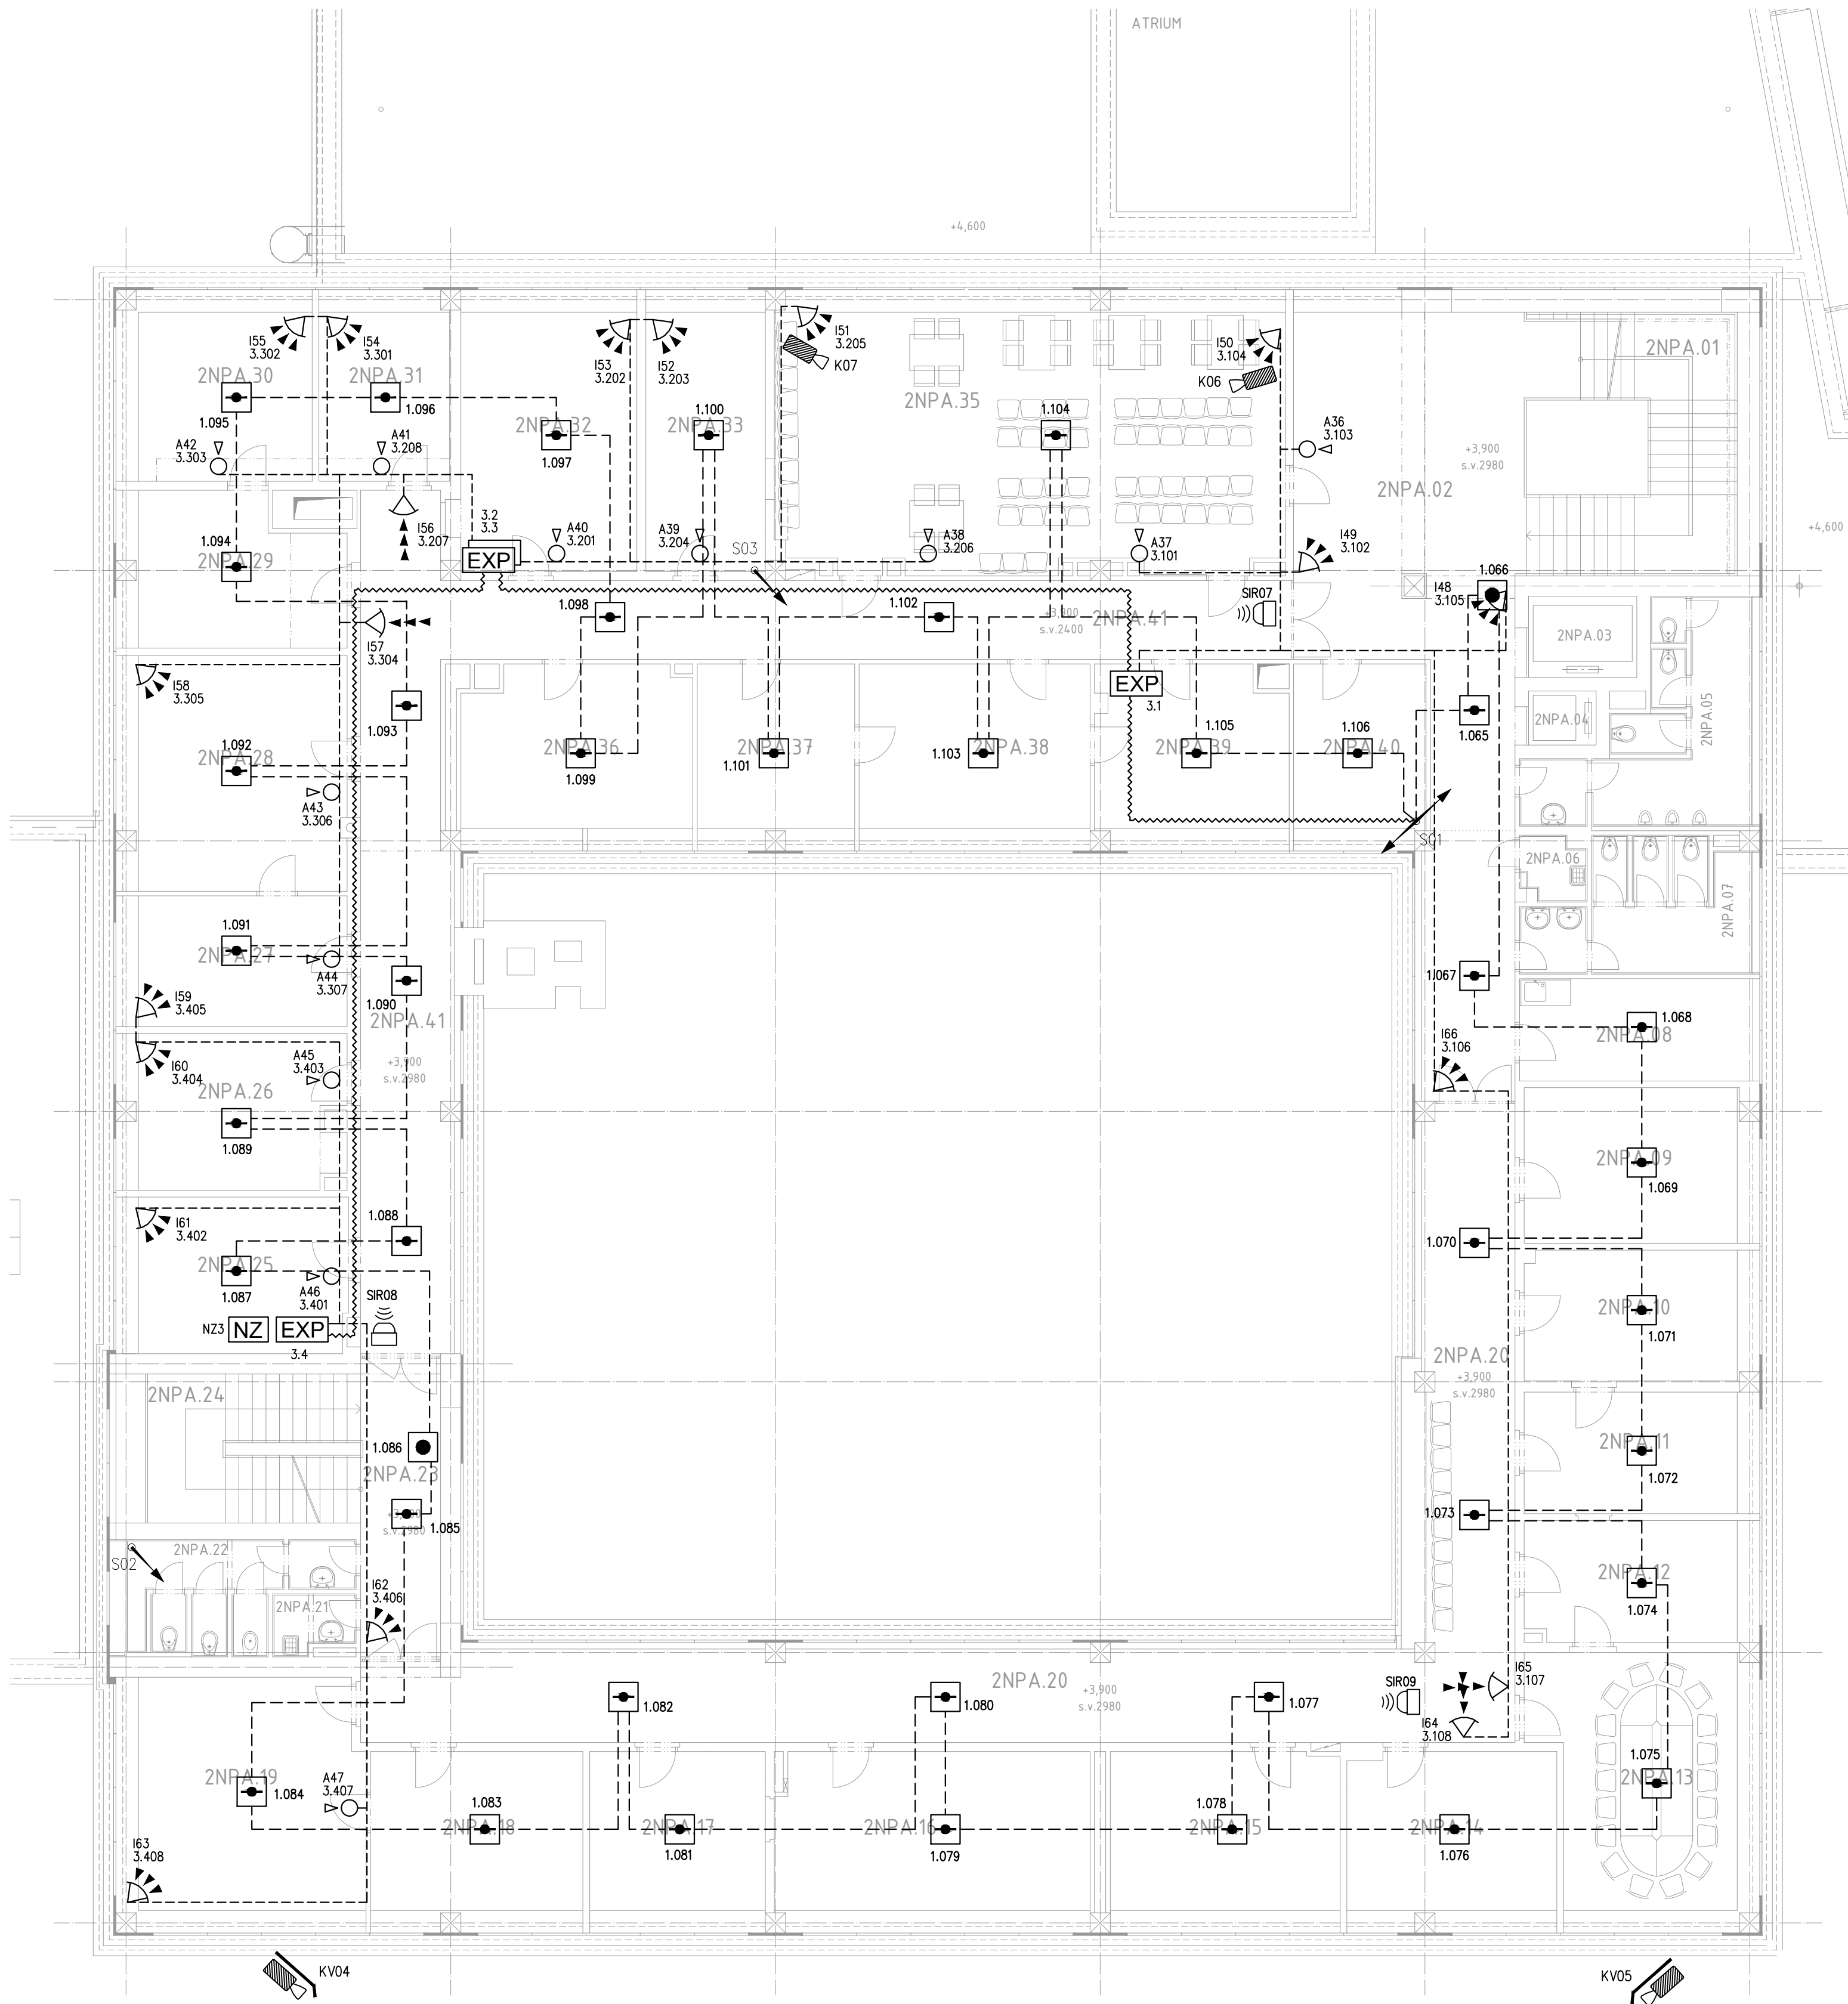 ATRIUM
+4,600
I55
3.302
I54
3.301
I53
3.202
I52
3.203
I51
3.205
K07
I50
3.104
K06
2NPA.01
2NPA.30
2NPA.31
1.095
1.096
2NPA.32
1.097
1.100
2NPA.33
2NPA.35
1.104
A42
3.303
A41
3.208
A36
3.103
+3,900
s.v.2980
2NPA.02
+4,600
I56
3.207
3.2
3.3
EXP
A40
3.201
A39
3.204
S03
A38
3.206
A37
3.101
I49
3.102
1.094
2NPA.29
1.066
I48
3.105
SIR07
1.098
1.102
+3,900
s.v.2400
2NPA.41
2NPA.03
I57
3.304
I58
3.305
EXP
3.1
1.093
1.092
2NPA.28
2NPA.36
1.099
2NPA.37
1.101
1.103
2NPA.38
1.105
2NPA.39
1.106
2NPA.40
1.065
2NPA.04
2NPA.05
A43
3.306
S01
2NPA.06
2NPA.07
1.091
2NPA.27
A44
3.307
1.090
2NPA.41
1.067
I59
3.405
1.068
2NPA.08
I66
3.106
I60
3.404
A45
3.403
+3,900
s.v.2980
2NPA.26
1.089
2NPA.09
1.069
I61
3.402
1.088
1.070
2NPA.25
1.087
A46
3.401
SIR08
NZ3
NZ
EXP
3.4
2NPA.10
1.071
2NPA.20
+3,900
s.v.2980
2NPA.24
1.086
2NPA.23
2NPA.11
1.072
+3,900
s.v.2980
1.085
1.073
2NPA.22
S02
I62
3.406
2NPA.21
2NPA.12
1.074
2NPA.20
+3,900
s.v.2980
1.082
1.080
1.077
SIR09
I65
3.107
I64
3.108
2NPA.19
1.084
A47
3.407
1.083
2NPA.18
2NPA.17
1.081
2NPA.16
1.079
1.078
2NPA.15
2NPA.14
1.076
1.075
2NPA.13
I63
3.408
KV04
KV05